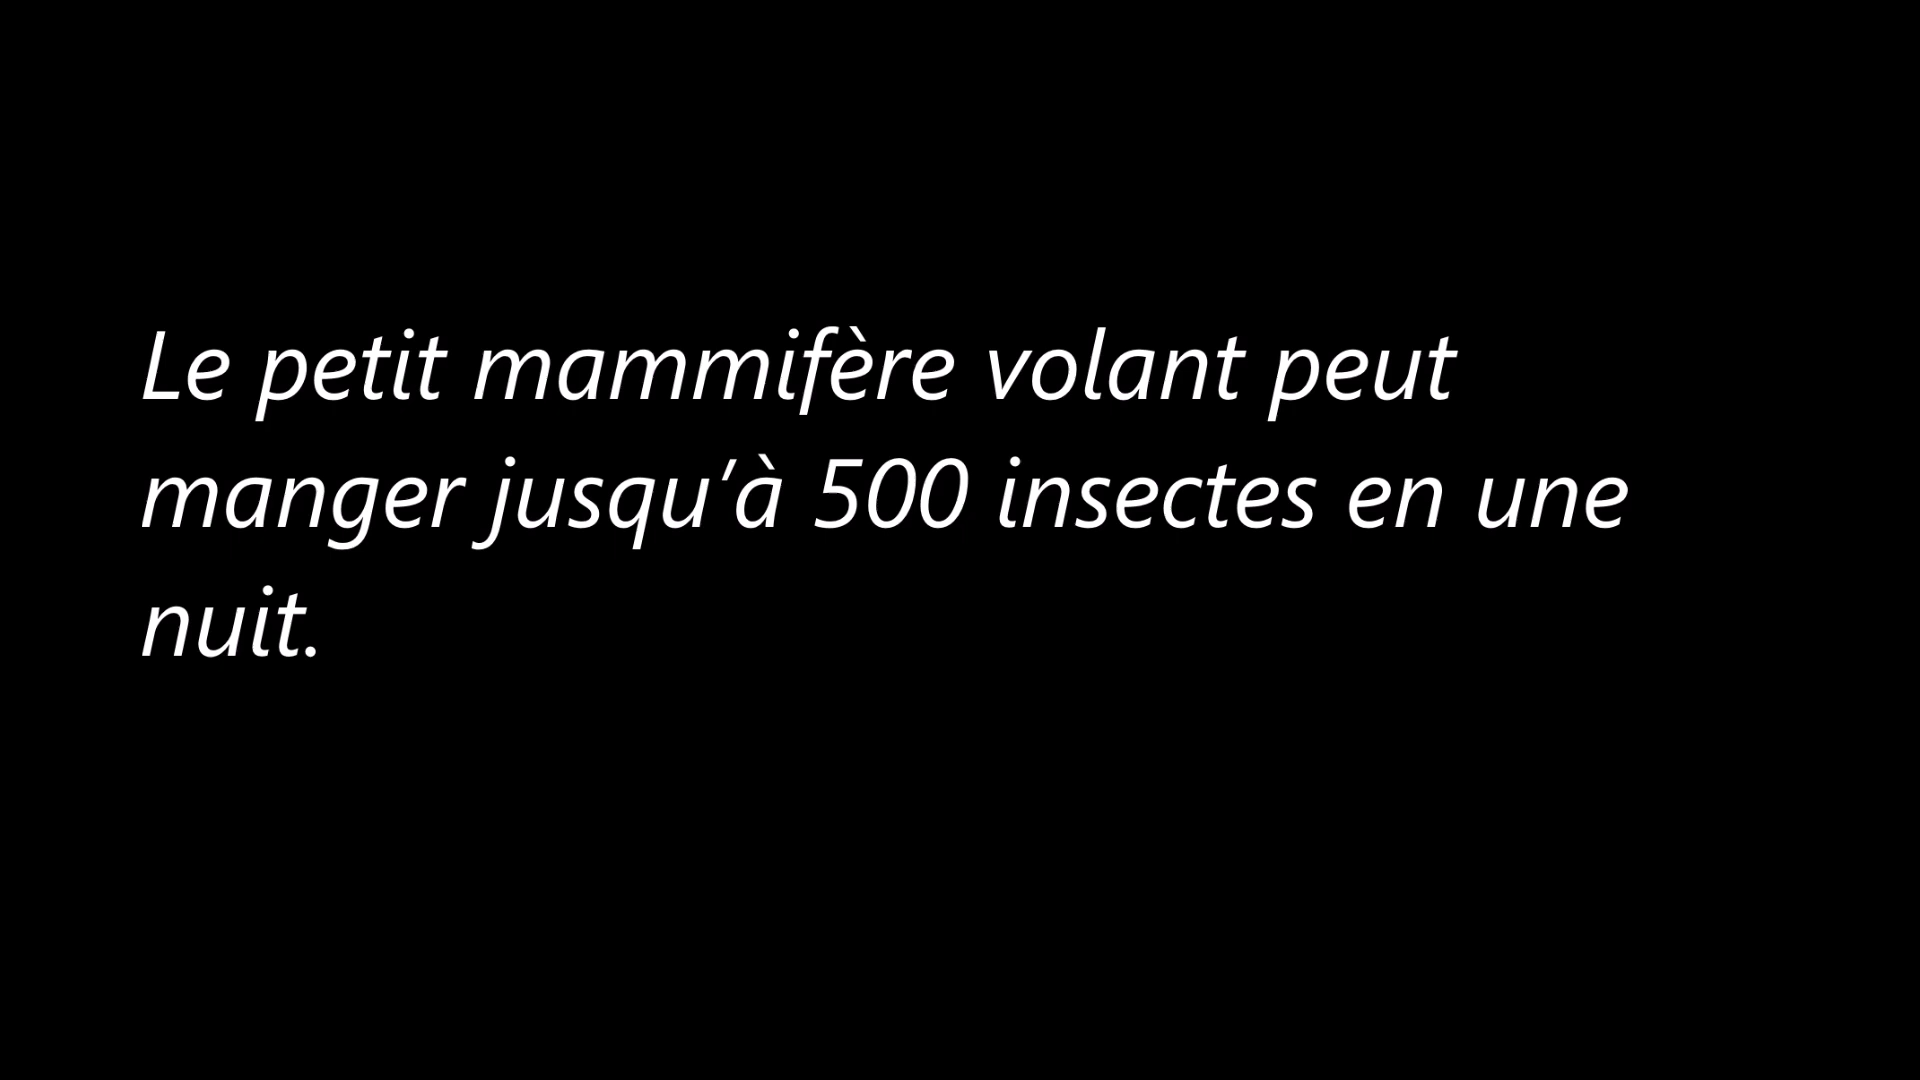 Le petit mammifère volant peut
manger jusqu’à 500 insectes en une
nuit.